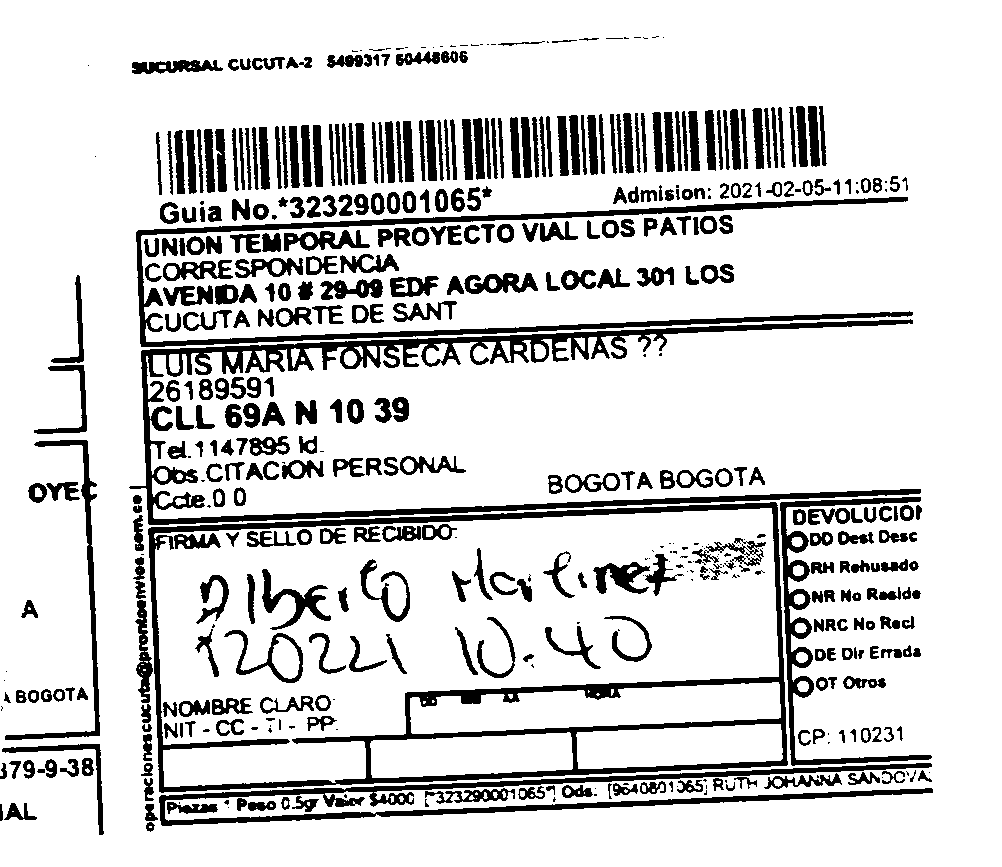 SUCURSAL CUCUTA-2 5499317 50448606
Guia No.*323290001065*
Admision: 2021-02-05-11:08:51
UNION TEMPORAL PROYECTO VIAL LOS PATIOS
CORRESPONDENCIA
AVENIDA 10 # 29-09 EDF AGORA LOCAL 301 LOS
CUCUTA NORTE DE SANT
LUIS MARIA FONSECA CARDENAS ??
26189591
CLL 69A N 10 39
Tel.1147895 Id.
Obs.CITACION PERSONAL
Ccte.0 0
BOGOTA BOGOTA
OYEC
A
A BOGOTA
379-9-38
IAL
operacionescucuta@prontoenvios.com.co
FIRMA Y SELLO DE RECIBIDO:
Alberto Martinez
120221 10:40
NOMBRE CLARO:
NIT - CC - TI - PP:
DD MM AA HORA
DEVOLUCION
DD Dest Desc
RH Rehusado
NR No Reside
NRC No Recl
DE Dir Errada
OT Otros
CP: 110231
Piezas * Peso 0.5gr Valor $4000 [*323290001065*] Ods: [9640801065] RUTH JOHANNA SANDOVA